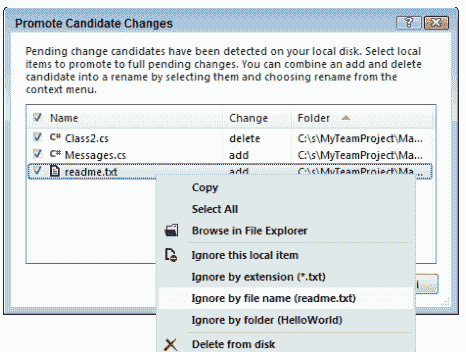 Promote Candidate Changes
Pending change candidates have been detected on your local disk. Select local
items to promote to full pending changes. You can combine an add and delete
candidate into a rename by selecting them and choosing rename from the
context menu.
Name Change Folder
C# Class2.cs delete C:\s\MyTeamProject\Ma...
C# Messages.cs add C:\s\MyTeamProject\Ma...
readme.txt add C:\s\MyTeamProject\Ma...
Copy
Select All
Browse in File Explorer
Ignore this local item
Ignore by extension (*.txt)
Ignore by file name (readme.txt)
Ignore by folder (HelloWorld)
Delete from disk